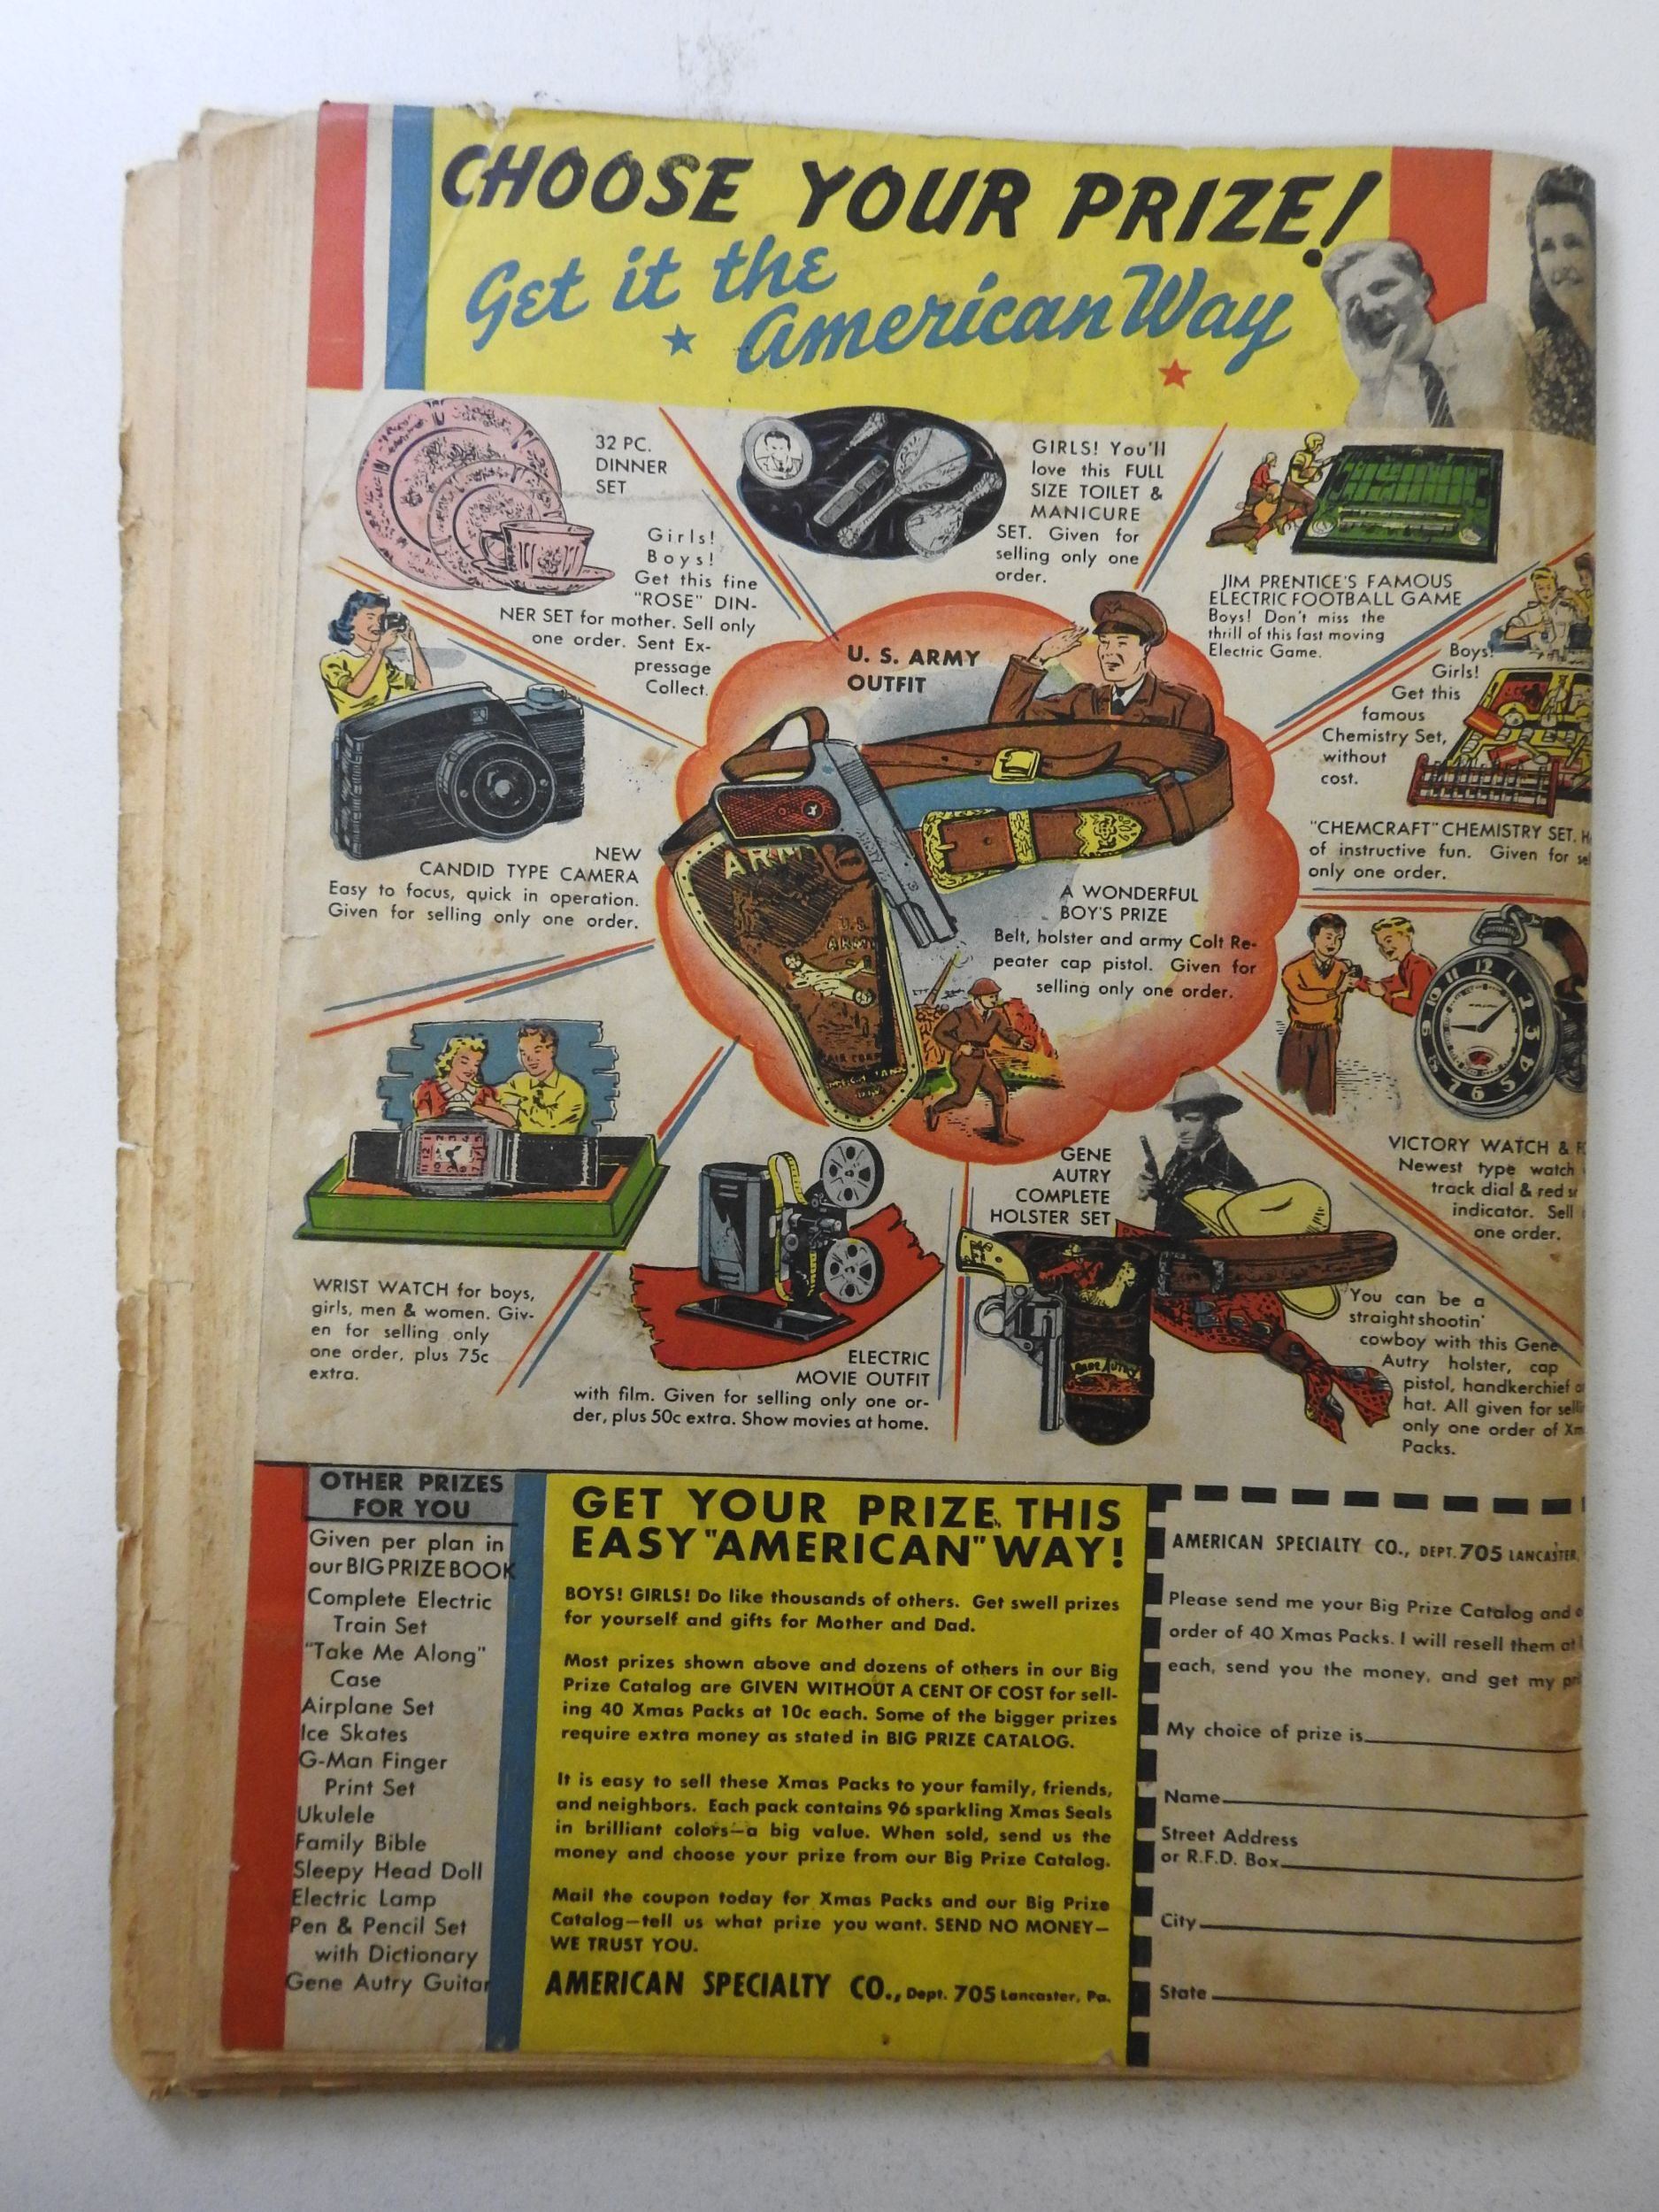 CHOOSE YOUR PRIZE!
Get it the
American Way
32 PC.
DINNER
SET
Girls!
Boys!
Get this fine
"ROSE" DIN-
NER SET for mother. Sell only
one order. Sent Ex-
pressage
Collect.
GIRLS! You'll
love this FULL
SIZE TOILET &
MANICURE
SET. Given for
selling only one
order.
JIM PRENTICE'S FAMOUS
ELECTRIC FOOTBALL GAME
Boys! Don't miss the
thrill of this fast moving
Electric Game.
Boys!
Girls!
Get this
famous
Chemistry Set,
without
cost.
"CHEMCRAFT" CHEMISTRY SET.
of instructive fun. Given for
only one order.
NEW
CANDID TYPE CAMERA
Easy to focus, quick in operation.
Given for selling only one order.
U. S. ARMY
OUTFIT
ARMY
U.S.
ARMY
A WONDERFUL
BOY'S PRIZE
Belt, holster and army Colt Re-
peater cap pistol. Given for
selling only one order.
VICTORY WATCH &
Newest type watch
track dial & red
indicator. Sell
one order.
WRIST WATCH for boys,
girls, men & women. Giv-
en for selling only
one order, plus 75c
extra.
ELECTRIC
MOVIE OUTFIT
with film. Given for selling only one or-
der, plus 50c extra. Show movies at home.
GENE
AUTRY
COMPLETE
HOLSTER SET
Gene Autry
You can be a
straight shootin'
cowboy with this Gene
Autry holster, cap
pistol, handkerchief
hat. All given for
only one order of
Packs.
OTHER PRIZES
FOR YOU
Given per plan in
our BIG PRIZE BOOK
Complete Electric
Train Set
"Take Me Along"
Case
Airplane Set
Ice Skates
G-Man Finger
Print Set
Ukulele
Family Bible
Sleepy Head Doll
Electric Lamp
Pen & Pencil Set
with Dictionary
Gene Autry Guitar
GET YOUR PRIZE THIS
EASY "AMERICAN" WAY!
BOYS! GIRLS! Do like thousands of others. Get swell prizes
for yourself and gifts for Mother and Dad.
Most prizes shown above and dozens of others in our Big
Prize Catalog are GIVEN WITHOUT A CENT OF COST for sell-
ing 40 Xmas Packs at 10c each. Some of the bigger prizes
require extra money as stated in BIG PRIZE CATALOG.
It is easy to sell these Xmas Packs to your family, friends,
and neighbors. Each pack contains 96 sparkling Xmas Seals
in brilliant colors—a big value. When sold, send us the
money and choose your prize from our Big Prize Catalog.
Mail the coupon today for Xmas Packs and our Big Prize
Catalog—tell us what prize you want. SEND NO MONEY—
WE TRUST YOU.
AMERICAN SPECIALTY CO., Dept. 705 Lancaster, Pa.
AMERICAN SPECIALTY CO., DEPT. 705 LANCASTER,
Please send me your Big Prize Catalog and
order of 40 Xmas Packs. I will resell them at
each, send you the money, and get my
My choice of prize is
Name
Street Address
or R.F.D. Box
City
State